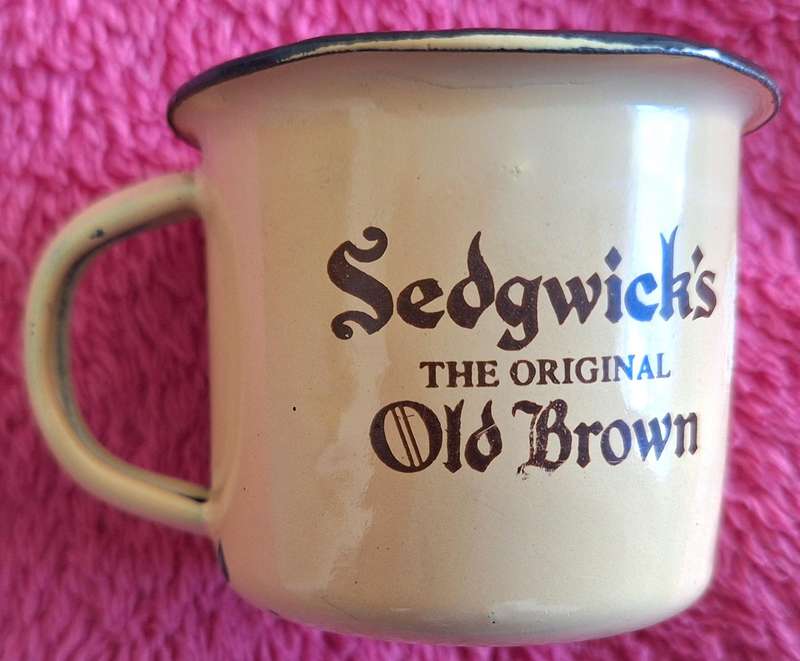 Sedgwick's
THE ORIGINAL
Old Brown